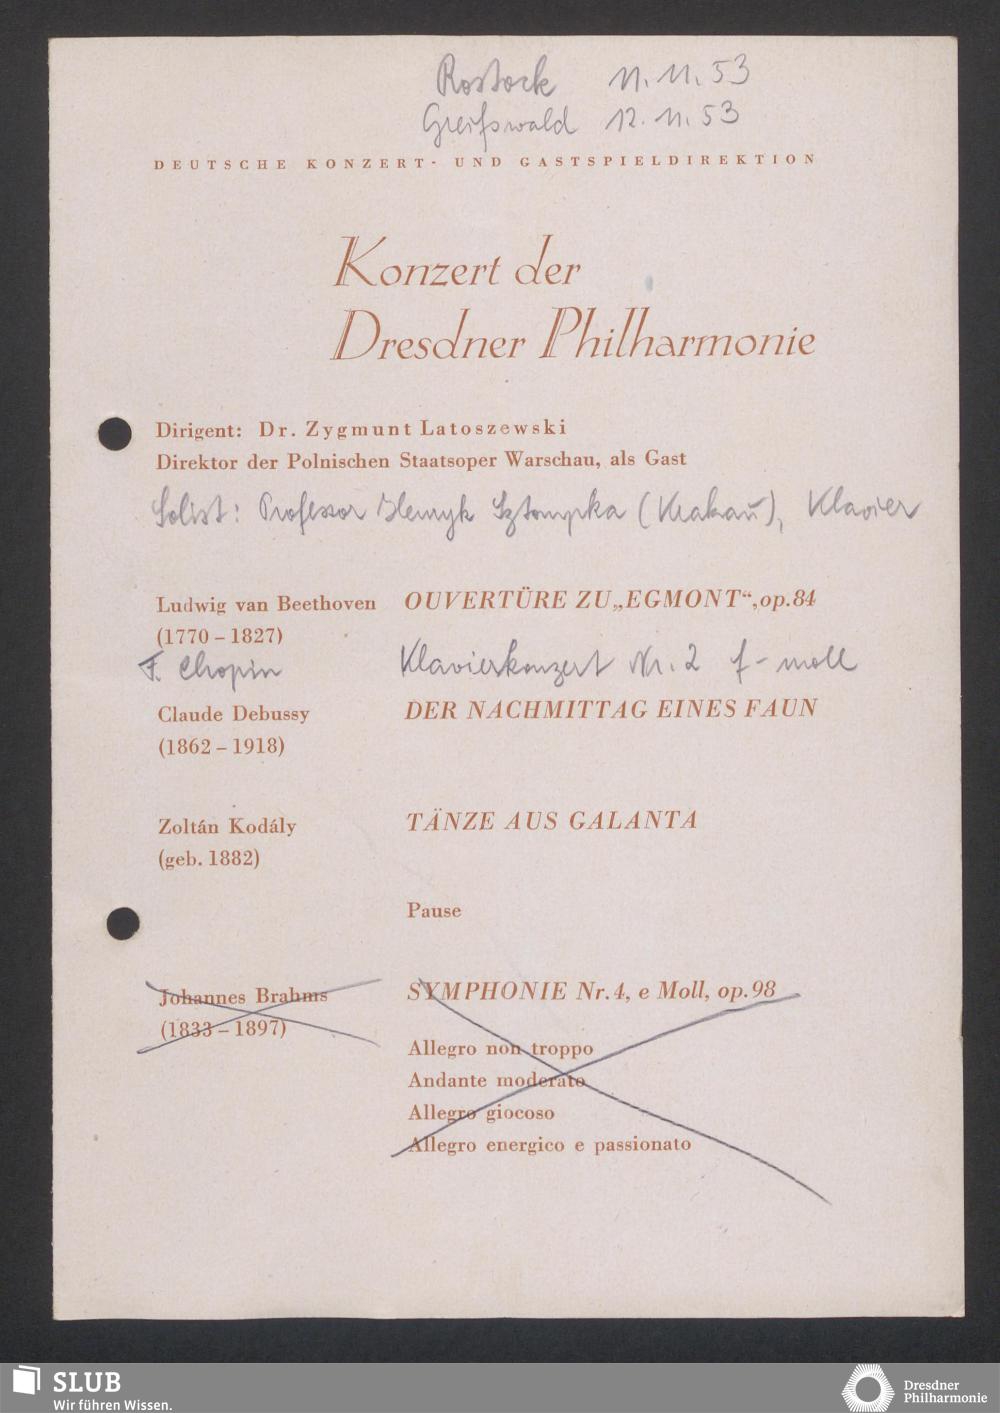 Rostock 11.11.53
Greifswald 12.11.53
DEUTSCHE KONZERT- UND GASTSPIELDIREKTION
Konzert der
Dresdner Philharmonie
Dirigent: Dr. Zygmunt Latoszewski
Direktor der Polnischen Staatsoper Warschau, als Gast
Solist: Professor Henryk Sztompka (Krakau), Klavier
Ludwig van Beethoven OUVERTÜRE ZU „EGMONT“, op. 84
(1770 – 1827)
F. Chopin Klavierkonzert Nr. 2 f-moll
Claude Debussy DER NACHMITTAG EINES FAUN
(1862 – 1918)
Zoltán Kodály TÄNZE AUS GALANTA
(geb. 1882)
Pause
Johannes Brahms SYMPHONIE Nr. 4, e Moll, op. 98
(1833 – 1897)
Allegro non troppo
Andante moderato
Allegro giocoso
Allegro energico e passionato
SLUB
Wir führen Wissen.
Dresdner
Philharmonie